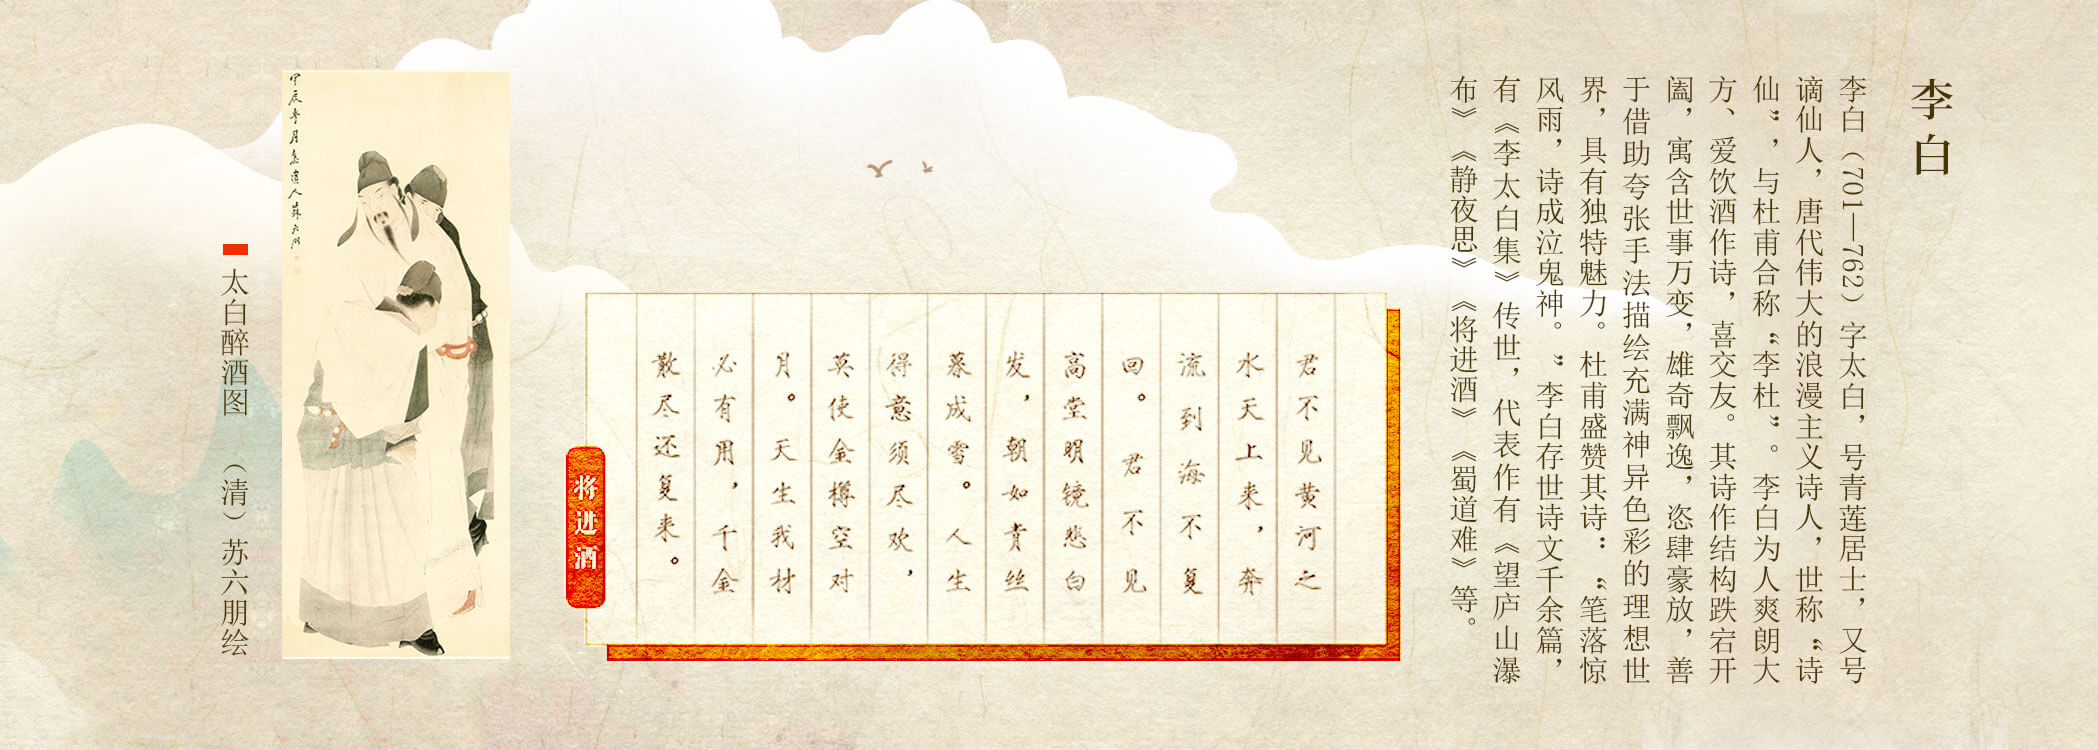 李白
李白（701—762）字太白，号青莲居士，又号
谪仙人，唐代伟大的浪漫主义诗人，世称“诗
仙”，与杜甫合称“李杜”。李白为人爽朗大
方、爱饮酒作诗，喜交友。其诗作结构跌宕开
阖，寓含世事万变，雄奇飘逸，恣肆豪放，善
于借助夸张手法描绘充满神异色彩的理想世
界，具有独特魅力。杜甫盛赞其诗：“笔落惊
风雨，诗成泣鬼神。”李白存世诗文千余篇，
有《李太白集》传世，代表作有《望庐山瀑
布》《静夜思》《将进酒》《蜀道难》等。
君不见黄河之
水天上来，奔
流到海不复
回。君不见
高堂明镜悲白
发，朝如青丝
暮成雪。人生
得意须尽欢，
莫使金樽空对
月。天生我材
必有用，千金
散尽还复来。
将进酒
甲辰春月道人蘇六朋
太白醉酒图 （清）苏六朋绘